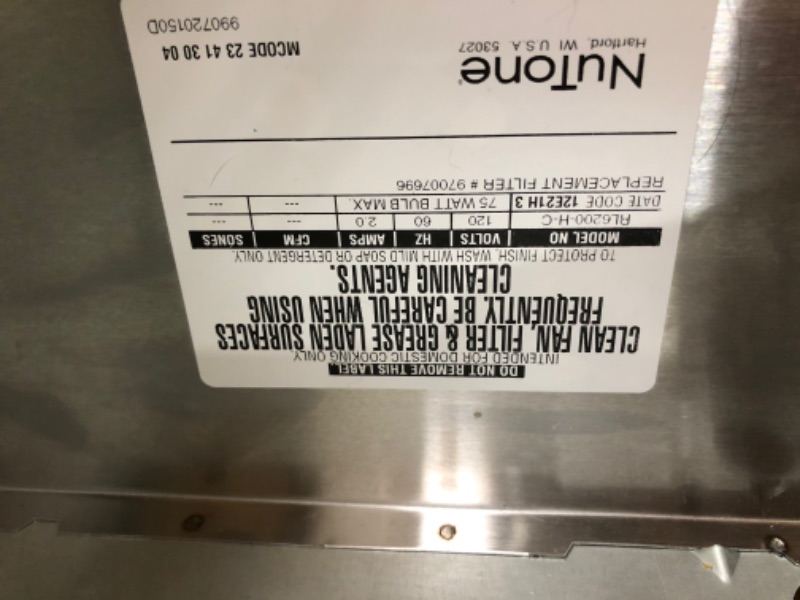 DO NOT REMOVE THIS LABEL.
INTENDED FOR DOMESTIC COOKING ONLY.
CLEAN FAN, FILTER & GREASE LADEN SURFACES
FREQUENTLY. BE CAREFUL WHEN USING
CLEANING AGENTS.
TO PROTECT FINISH, WASH WITH MILD SOAP OR DETERGENT ONLY.
MODEL NO VOLTS HZ AMPS CFM SONES
RL6200-H-C 120 60 2.0 --- ---
DATE CODE 12E21H 3 75 WATT BULB MAX. --- ---
REPLACEMENT FILTER # 97007696
NuTone
Hartford, WI U.S.A. 53027
MCODE 23 41 30 04
99072015OD